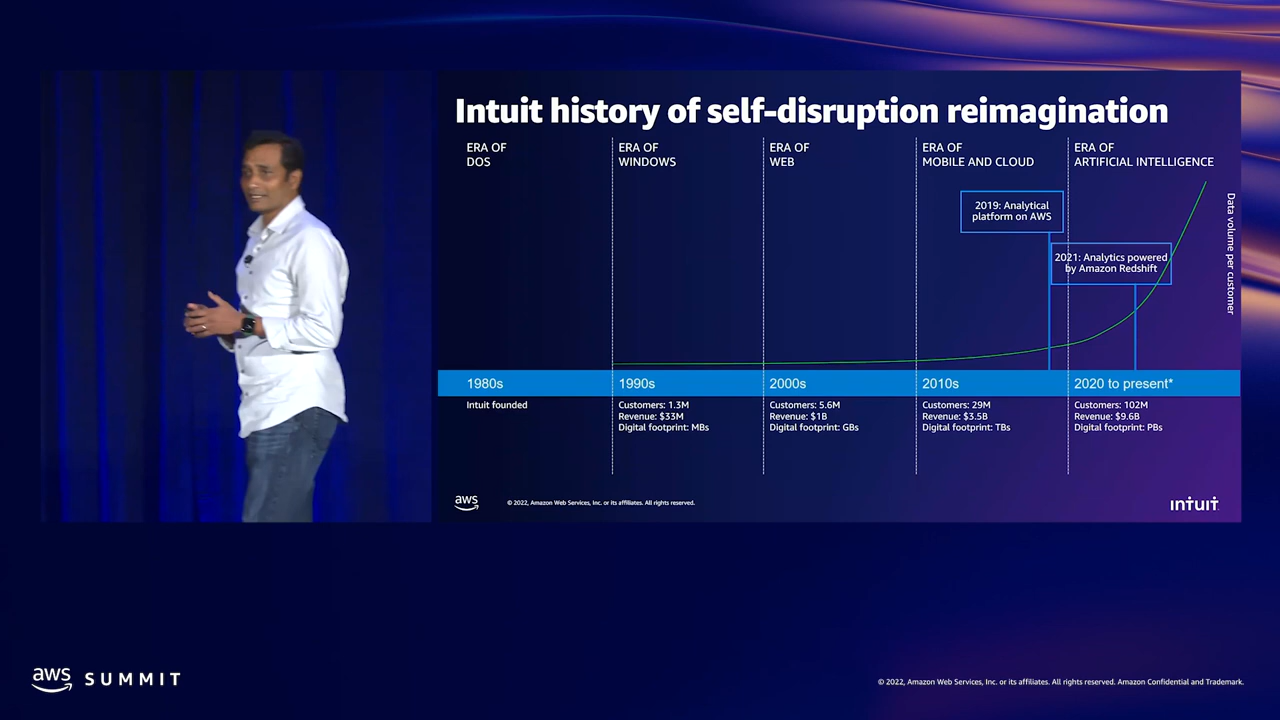 Intuit history of self-disruption reimagination
ERA OF
DOS
ERA OF
WINDOWS
ERA OF
WEB
ERA OF
MOBILE AND CLOUD
ERA OF
ARTIFICIAL INTELLIGENCE
2019: Analytical
platform on AWS
2021: Analytics powered
by Amazon Redshift
Data volume per customer
1980s
1990s
2000s
2010s
2020 to present*
Intuit founded
Customers: 1.3M
Revenue: $33M
Digital footprint: MBs
Customers: 5.6M
Revenue: $1B
Digital footprint: GBs
Customers: 29M
Revenue: $3.5B
Digital footprint: TBs
Customers: 102M
Revenue: $9.6B
Digital footprint: PBs
aws
© 2022, Amazon Web Services, Inc. or its affiliates. All rights reserved.
INTUIT
aws SUMMIT
© 2022, Amazon Web Services, Inc. or its affiliates. All rights reserved. Amazon Confidential and Trademark.